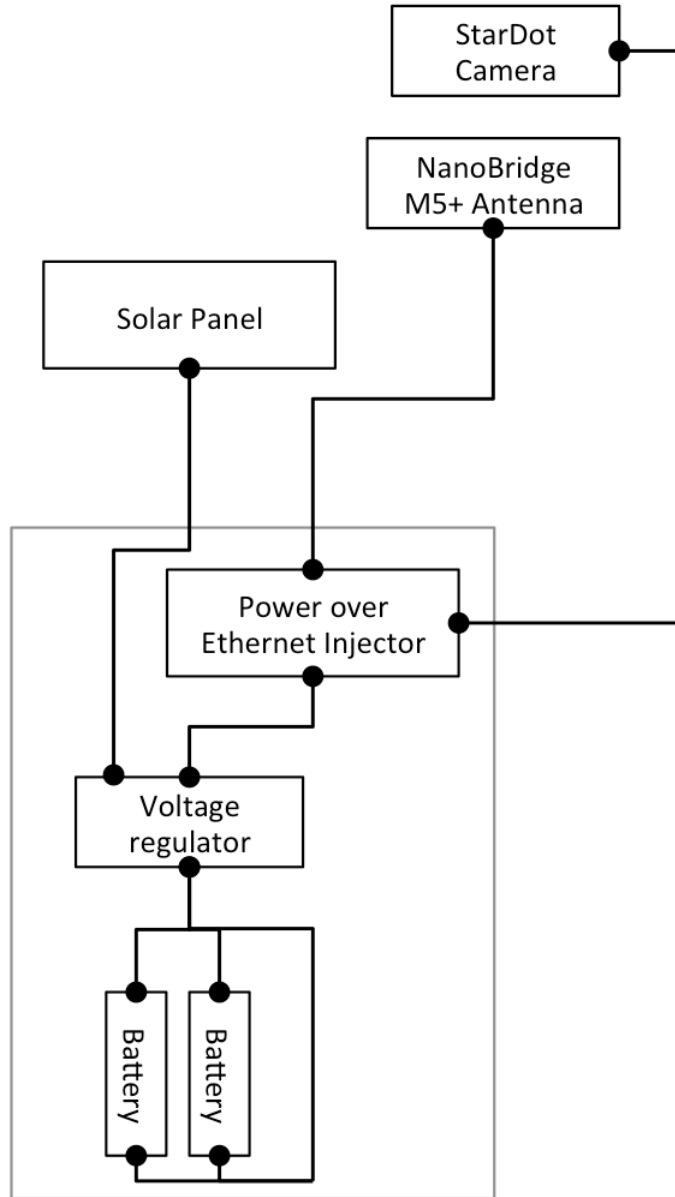 StarDot
Camera
NanoBridge
M5+ Antenna
Solar Panel
Power over
Ethernet Injector
Voltage
regulator
Battery
Battery